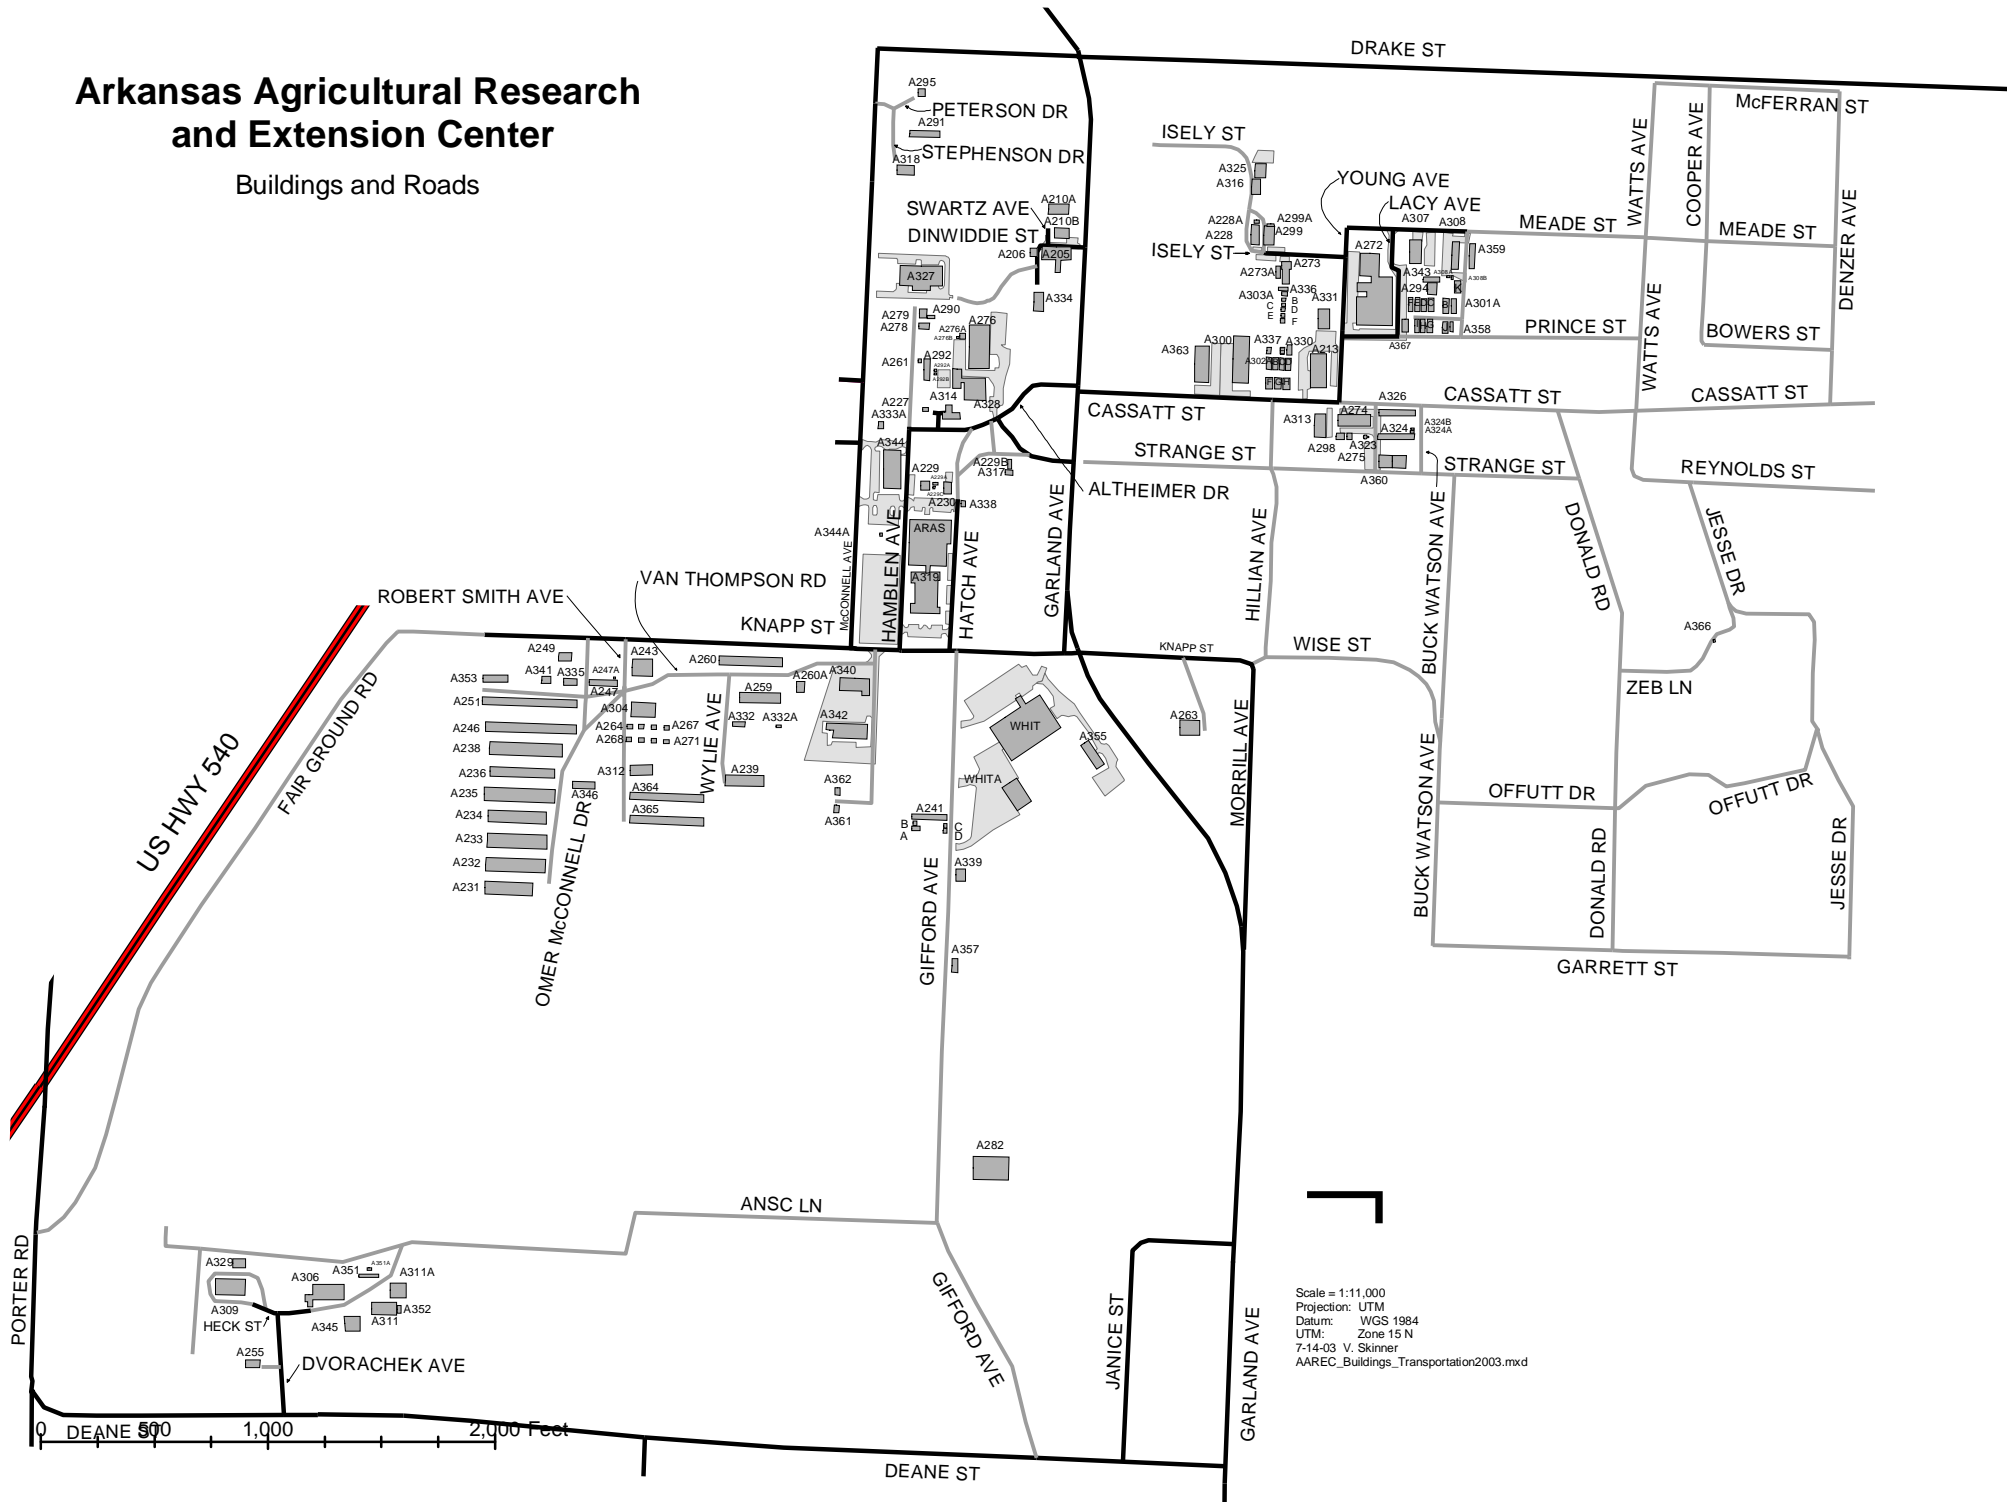 Arkansas Agricultural Research
and Extension Center
Buildings and Roads
DRAKE ST
McFERRAN ST
A295
PETERSON DR
A291
STEPHENSON DR
A318
ISELY ST
A325
A316
YOUNG AVE
LACY AVE
WATTS AVE
COOPER AVE
DENZER AVE
SWARTZ AVE
A210A
A210B
DINWIDDIE ST
A206
A205
A228A
A228
A299A
A299
ISELY ST
A307
A308
MEADE ST
MEADE ST
A272
A359
A327
A334
A273
A273A
A336
A303A
B
C
D
E
F
A331
A343
A308A
A308B
A294
K
A301A
A358
A367
PRINCE ST
BOWERS ST
WATTS AVE
A279
A290
A278
A276A
A276B
A276
A261
A292
A292A
A292B
A363
A300
A337
A330
A213
A302A
F
G
H
A227
A314
A328
A333A
CASSATT ST
A326
CASSATT ST
CASSATT ST
A313
A274
A324B
A324A
A324
A298
A323
A275
A360
A344
STRANGE ST
STRANGE ST
REYNOLDS ST
A229
A229A
A229B
A317
A230
A338
ALTHEIMER DR
ARAS
A344A
A319
McCONNELL AVE
HAMBLEN AVE
HATCH AVE
GARLAND AVE
HILLIAN AVE
BUCK WATSON AVE
DONALD RD
JESSE DR
VAN THOMPSON RD
ROBERT SMITH AVE
KNAPP ST
KNAPP ST
WISE ST
A366
ZEB LN
A249
A243
A260
A353
A341
A335
A247A
A247
A251
A304
A259
A260A
A340
A264
A267
A332
A332A
A342
A268
A271
A246
A238
A236
A312
A239
A235
A346
A364
A234
A365
A233
A232
A231
WYLIE AVE
A362
A361
A241
B
A
C
D
WHIT
A355
WHITA
A263
A339
A357
MORRILL AVE
BUCK WATSON AVE
OFFUTT DR
OFFUTT DR
DONALD RD
JESSE DR
GARRETT ST
US HWY 540
FAIR GROUND RD
OMER McCONNELL DR
GIFFORD AVE
A282
ANSC LN
PORTER RD
A329
A306
A351
A351A
A311A
A309
HECK ST
A345
A311
A352
A255
DVORACHEK AVE
GIFFORD AVE
JANICE ST
GARLAND AVE
Scale = 1:11,000
Projection: UTM
Datum: WGS 1984
UTM: Zone 15 N
7-14-03 V. Skinner
AAREC_Buildings_Transportation2003.mxd
0 500 1,000 2,000 Feet
DEANE ST
DEANE ST